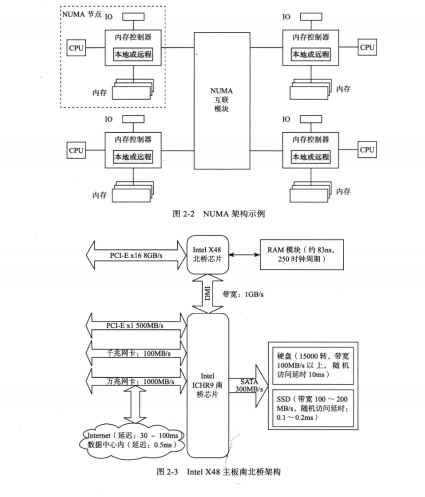 NUMA 节点
IO
IO
CPU
内存控制器
本地或远程
内存
内存控制器
本地或远程
CPU
内存
NUMA
互联
模块
IO
IO
CPU
内存控制器
本地或远程
内存
内存控制器
本地或远程
CPU
内存
图 2-2 NUMA 架构示例
PCI-E x16 8GB/s
Intel X48
北桥芯片
RAM 模块（约 83ns，
250 时钟周期）
DMI
带宽：1GB/s
PCI-E x1 500MB/s
千兆网卡：100MB/s
万兆网卡：1000MB/s
Intel
ICHR9 南
桥芯片
SATA
300MB/s
硬盘（15000 转，带宽
100MB/s 以上，随机
访问延时 10ms）
SSD（带宽 100～200
MB/s，随机访问延时：
0.1～0.2ms）
Internet（延迟：30～100ms）
数据中心内（延迟：0.5ms）
图 2-3 Intel X48 主板南北桥架构